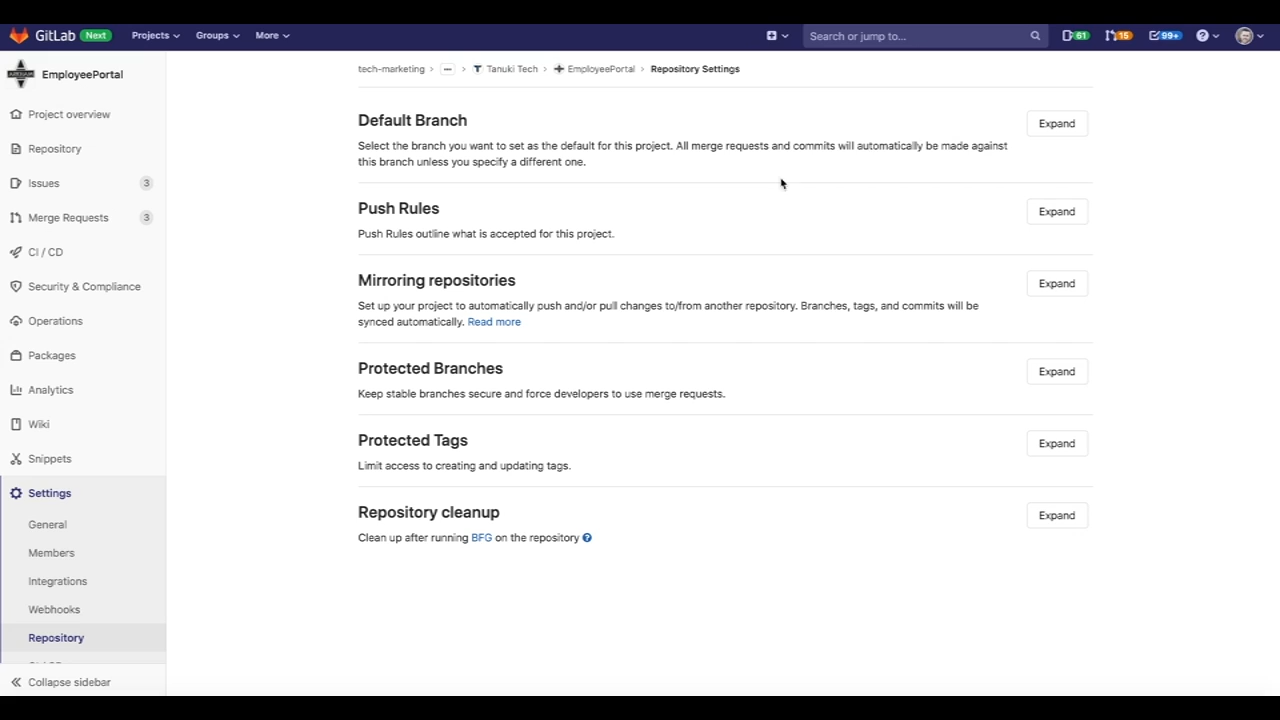 GitLab Next Projects Groups More Search or jump to... 61 15 99+
EmployeePortal
Project overview
Repository
Issues 3
Merge Requests 3
CI / CD
Security & Compliance
Operations
Packages
Analytics
Wiki
Snippets
Settings
General
Members
Integrations
Webhooks
Repository
Collapse sidebar
tech-marketing > ... > Tanuki Tech > EmployeePortal > Repository Settings
Default Branch
Expand
Select the branch you want to set as the default for this project. All merge requests and commits will automatically be made against
this branch unless you specify a different one.
Push Rules
Expand
Push Rules outline what is accepted for this project.
Mirroring repositories
Expand
Set up your project to automatically push and/or pull changes to/from another repository. Branches, tags, and commits will be
synced automatically. Read more
Protected Branches
Expand
Keep stable branches secure and force developers to use merge requests.
Protected Tags
Expand
Limit access to creating and updating tags.
Repository cleanup
Expand
Clean up after running BFG on the repository